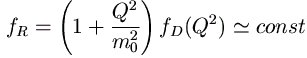 f_R = \left( 1 + \frac{Q^2}{m_0^2} \right) f_D(Q^2) \simeq const